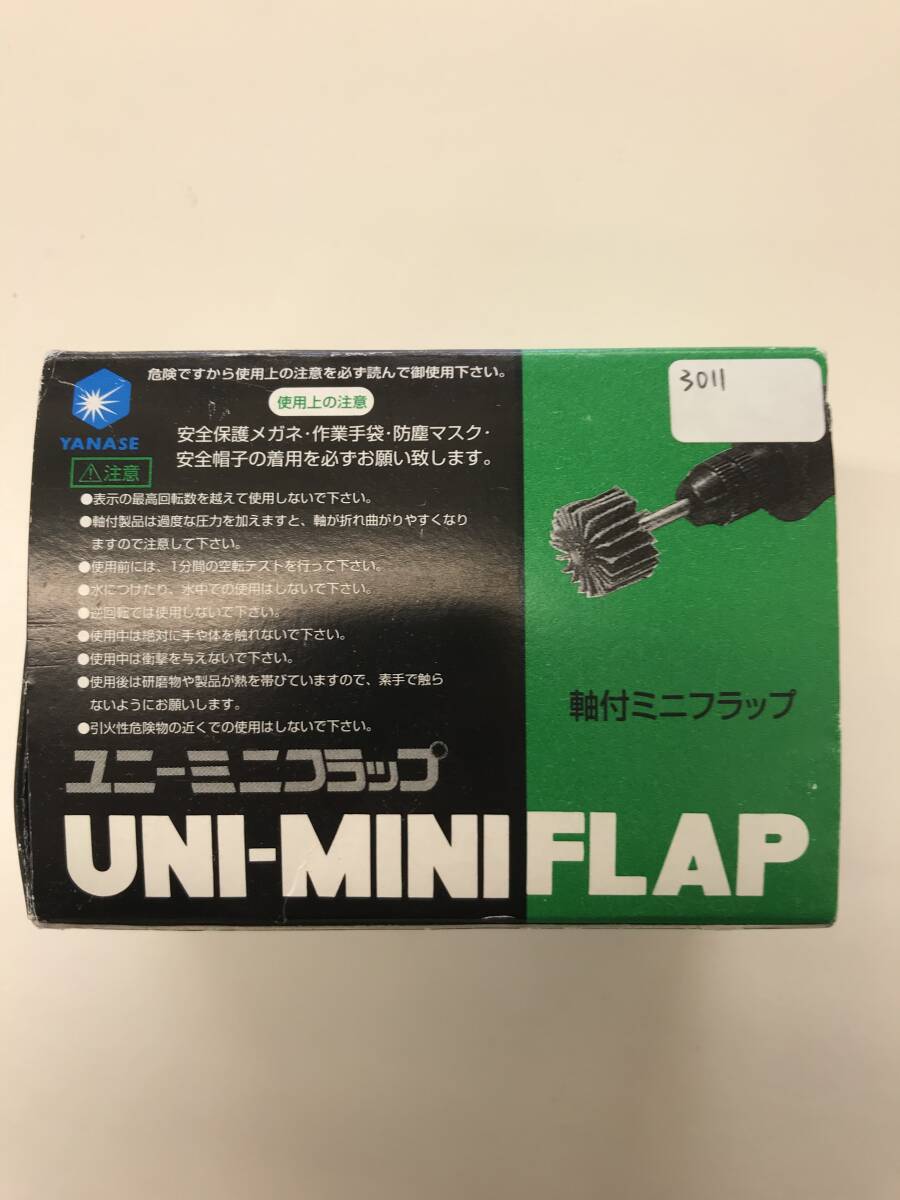 危険ですから使用上の注意を必ず読んで御使用下さい。
使用上の注意
YANASE
安全保護メガネ・作業手袋・防塵マスク・
安全帽子の着用を必ずお願い致します。
⚠注意
●表示の最高回転数を越えて使用しないで下さい。
●軸付製品は過度な圧力を加えますと、軸が折れ曲がりやすくなり
ますので注意して下さい。
●使用前には、1分間の空転テストを行って下さい。
●水につけたり、水中での使用はしないで下さい。
●逆回転では使用しないで下さい。
●使用中は絶対に手や体を触れないで下さい。
●使用中は衝撃を与えないで下さい。
●使用後は研磨物や製品が熱を帯びていますので、素手で触ら
ないようにお願いします。
●引火性危険物の近くでの使用はしないで下さい。
3011
軸付ミニフラップ
ユニーミニフラップ
UNI-MINI FLAP